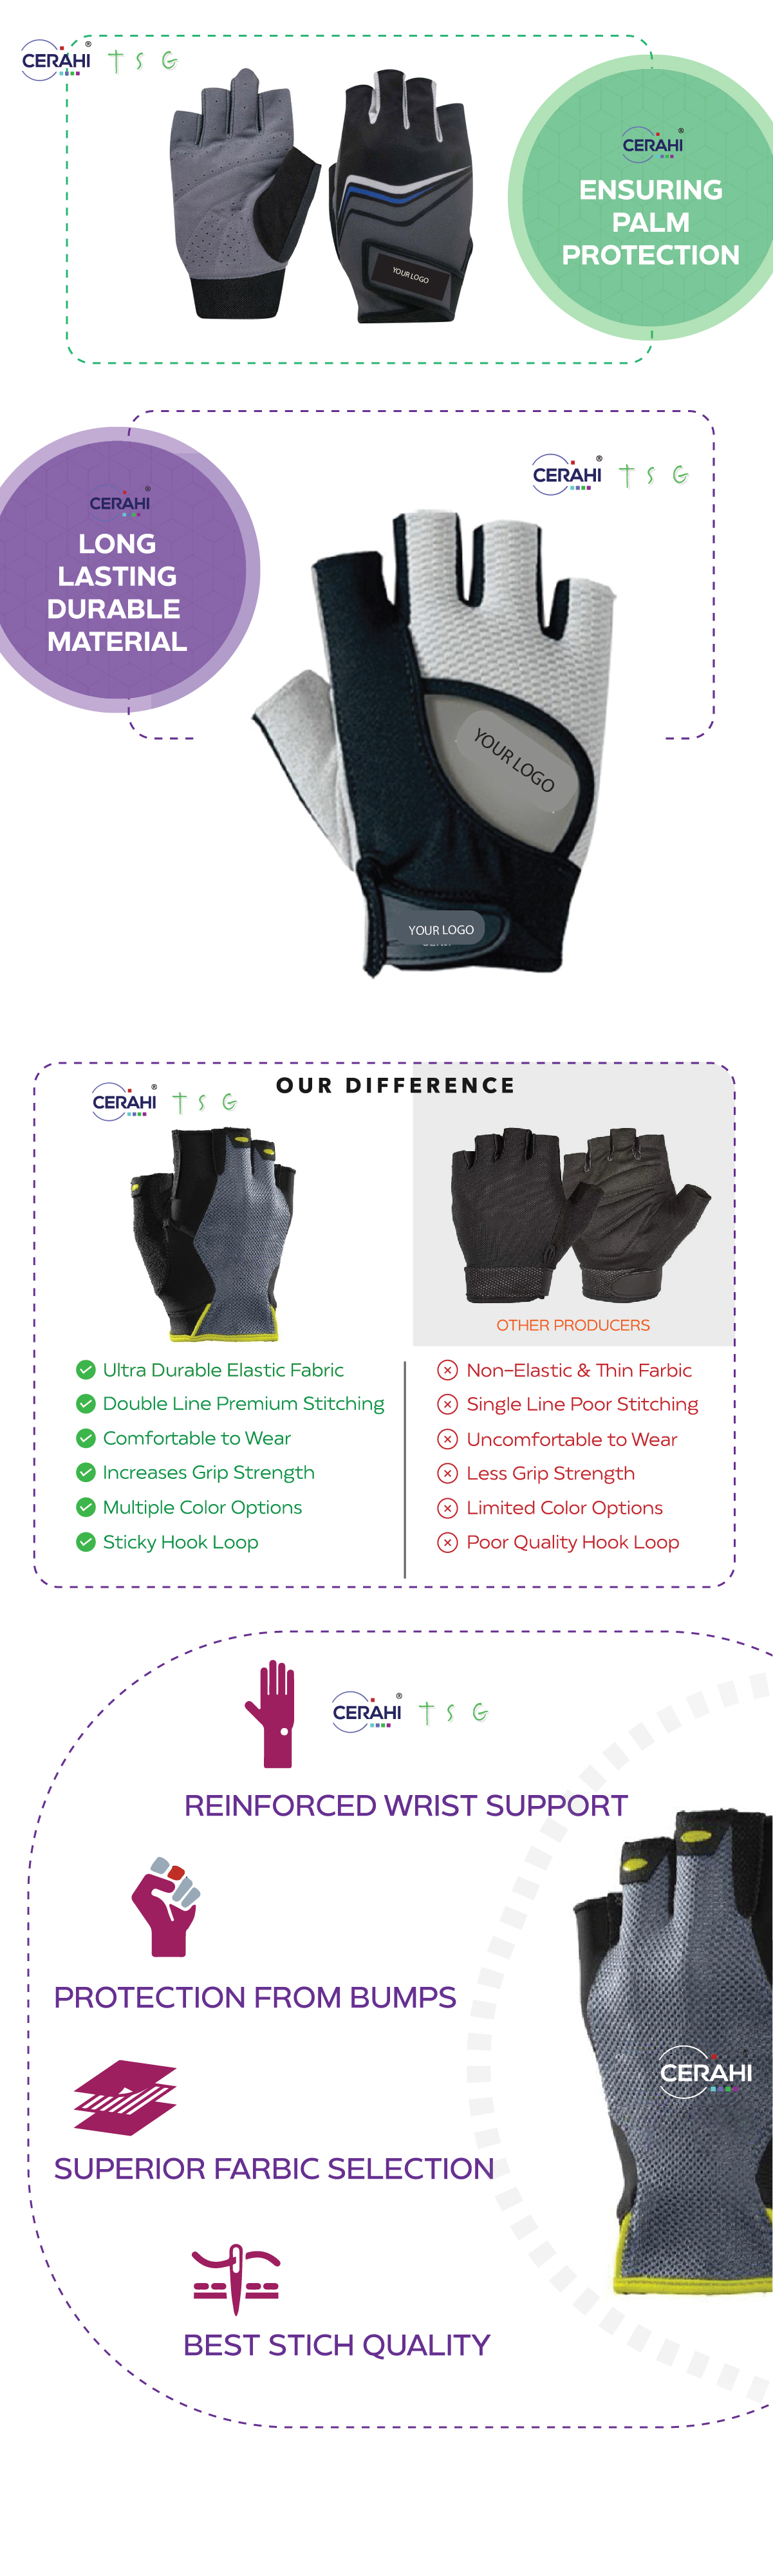 CERAHI ® T S G
CERAHI ®
ENSURING
PALM
PROTECTION
YOUR LOGO
CERAHI ® T S G
CERAHI ®
LONG
LASTING
DURABLE
MATERIAL
YOUR LOGO
YOUR LOGO
OUR DIFFERENCE
CERAHI ® T S G
OTHER PRODUCERS
Ultra Durable Elastic Fabric
Double Line Premium Stitching
Comfortable to Wear
Increases Grip Strength
Multiple Color Options
Sticky Hook Loop
Non-Elastic & Thin Farbic
Single Line Poor Stitching
Uncomfortable to Wear
Less Grip Strength
Limited Color Options
Poor Quality Hook Loop
CERAHI ® T S G
REINFORCED WRIST SUPPORT
PROTECTION FROM BUMPS
CERAHI
SUPERIOR FARBIC SELECTION
BEST STICH QUALITY